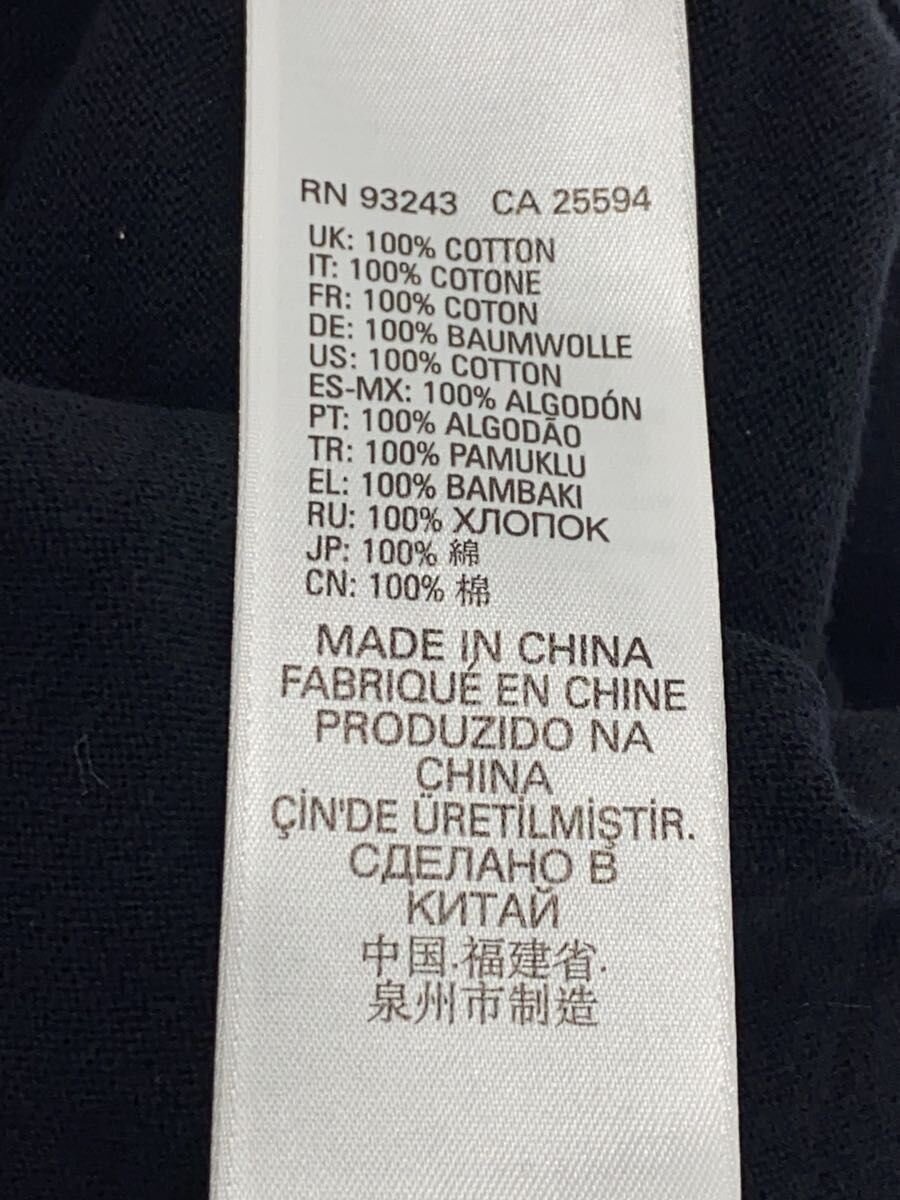 RN 93243 CA 25594
UK: 100% COTTON
IT: 100% COTONE
FR: 100% COTON
DE: 100% BAUMWOLLE
US: 100% COTTON
ES-MX: 100% ALGODÓN
PT: 100% ALGODÃO
TR: 100% PAMUKLU
EL: 100% BAMBAKI
RU: 100% ХЛОПОК
JP: 100% 綿
CN: 100% 棉
MADE IN CHINA
FABRIQUÉ EN CHINE
PRODUZIDO NA
CHINA
ÇİN'DE ÜRETİLMİŞTİR.
СДЕЛАНО В
КИТАЙ
中国.福建省.
泉州市制造